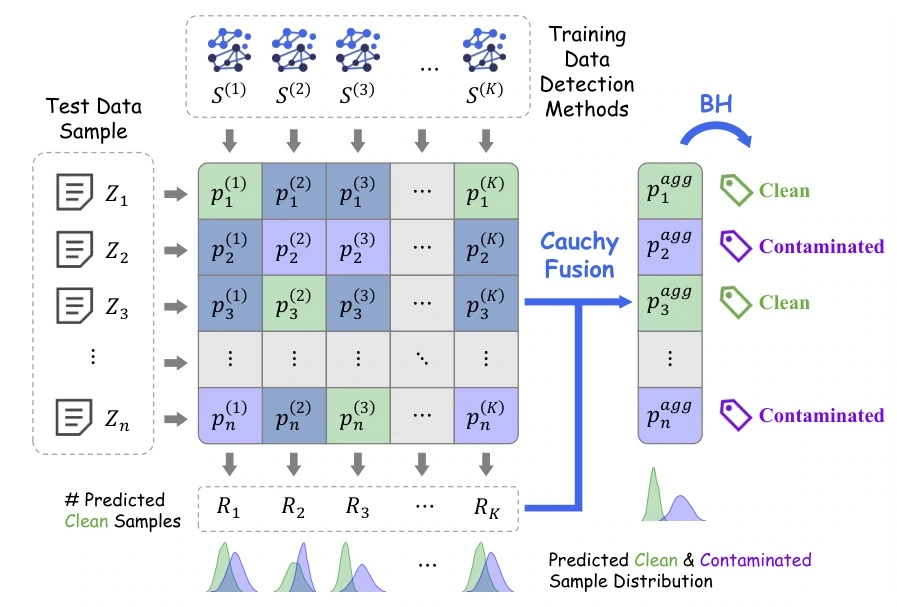 Training
Data
Detection
Methods
S^(1) S^(2) S^(3) ... S^(K)
BH
Test Data
Sample
Z_1 p_1^(1) p_1^(2) p_1^(3) ... p_1^(K) p_1^agg Clean
Z_2 p_2^(1) p_2^(2) p_2^(3) ... p_2^(K) p_2^agg Contaminated
Cauchy
Fusion
Z_3 p_3^(1) p_3^(2) p_3^(3) ... p_3^(K) p_3^agg Clean
⋮ ⋮ ⋮ ⋮ ⋱ ⋮ ⋮
Z_n p_n^(1) p_n^(2) p_n^(3) ... p_n^(K) p_n^agg Contaminated
# Predicted
Clean Samples
R_1 R_2 R_3 ... R_K
...
Predicted Clean & Contaminated
Sample Distribution